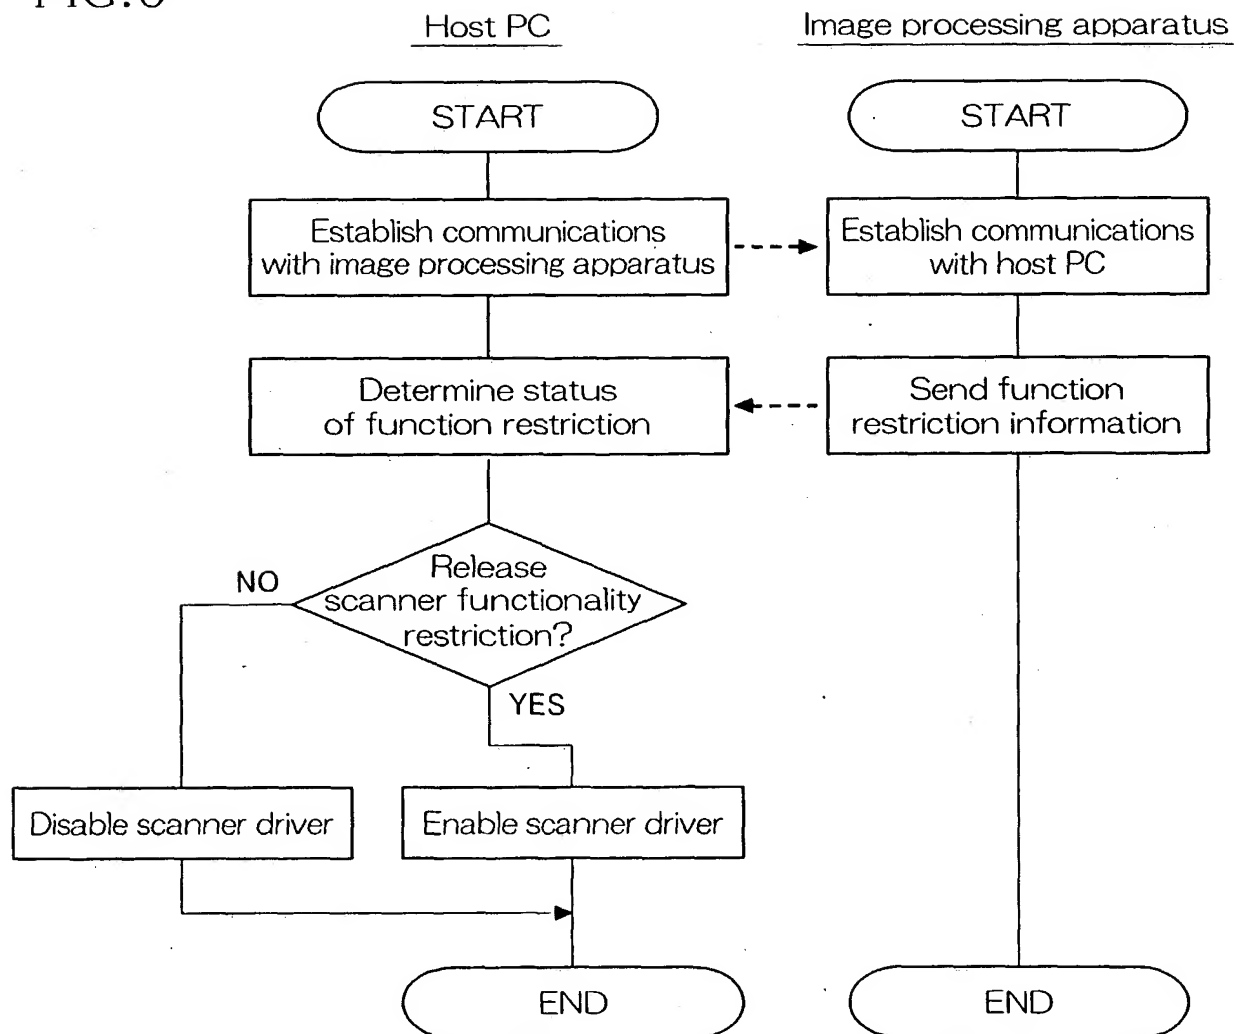 Host PC
Image processing apparatus
START
START
Establish communications
with image processing apparatus
Establish communications
with host PC
Determine status
of function restriction
Send function
restriction information
Release
scanner functionality
restriction?
NO
YES
Disable scanner driver
Enable scanner driver
END
END